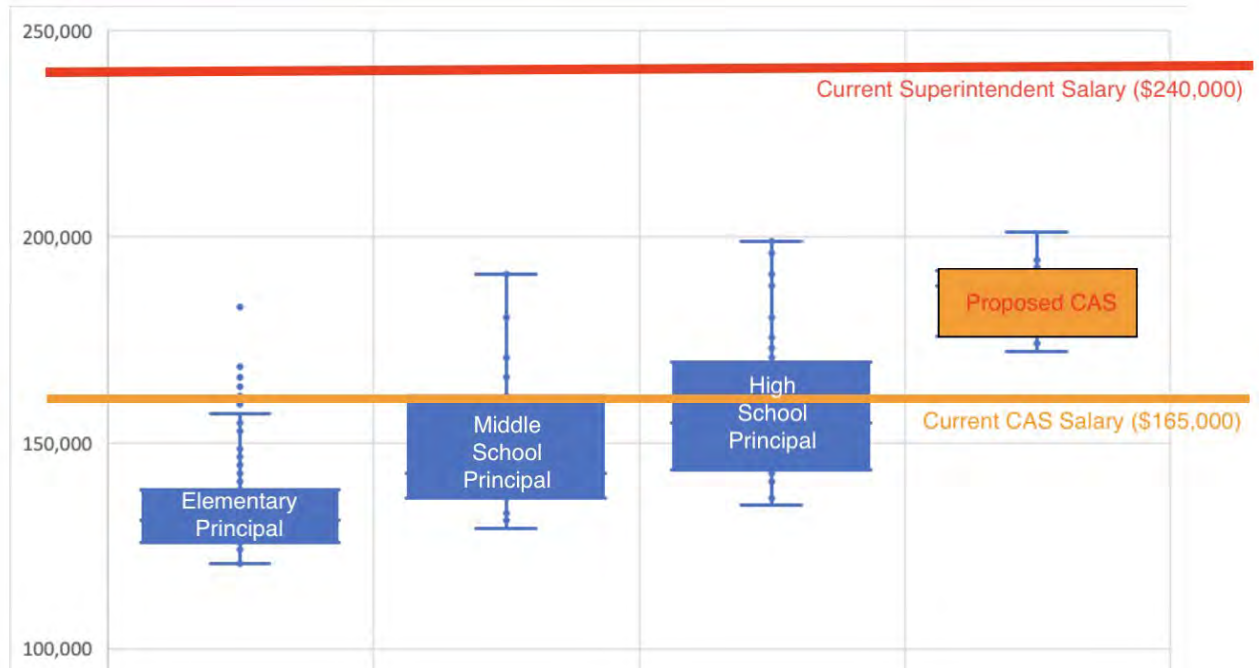 250,000
Current Superintendent Salary ($240,000)
200,000
Proposed CAS
High
School
Principal
Middle
School
Principal
Current CAS Salary ($165,000)
150,000
Elementary
Principal
100,000